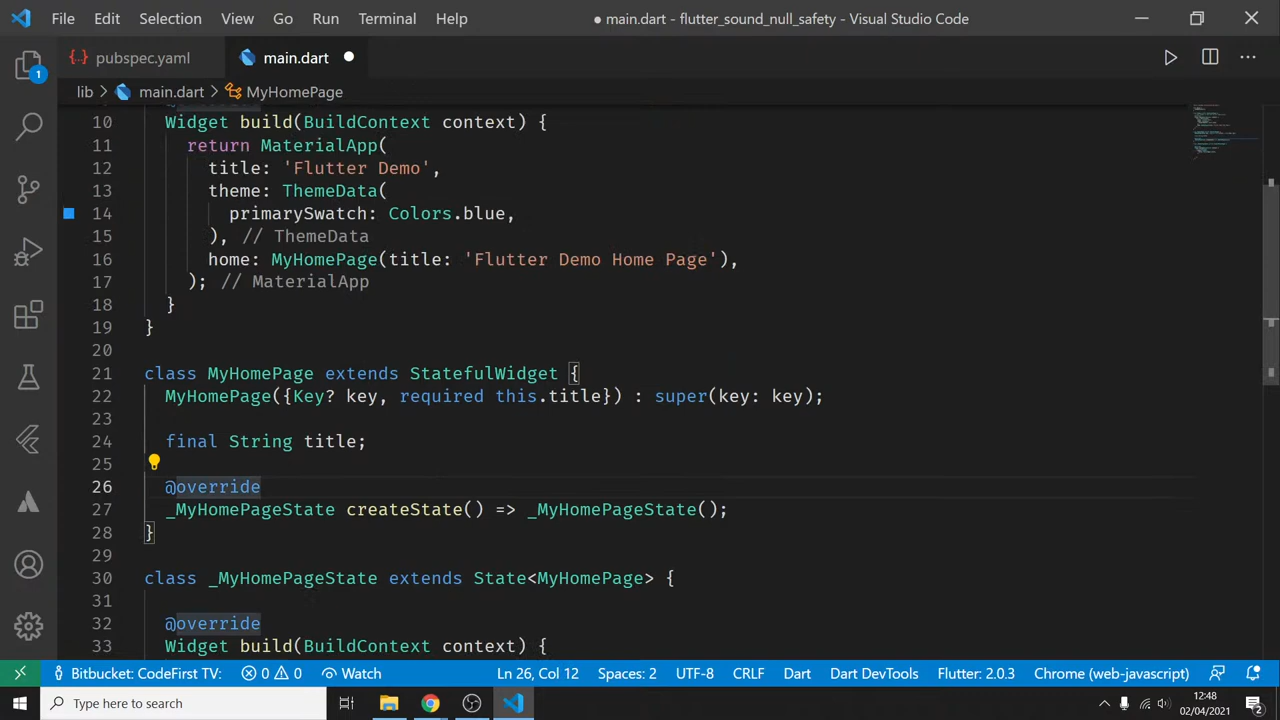 File Edit Selection View Go Run Terminal Help ● main.dart - flutter_sound_null_safety - Visual Studio Code
pubspec.yaml main.dart
lib > main.dart > MyHomePage
1
10 Widget build(BuildContext context) {
11 return MaterialApp(
12 title: 'Flutter Demo',
13 theme: ThemeData(
14 primarySwatch: Colors.blue,
15 ), // ThemeData
16 home: MyHomePage(title: 'Flutter Demo Home Page'),
17 ); // MaterialApp
18 }
19 }
20
21 class MyHomePage extends StatefulWidget {
22 MyHomePage({Key? key, required this.title}) : super(key: key);
23
24 final String title;
25
26 @override
27 _MyHomePageState createState() => _MyHomePageState();
28 }
29
30 class _MyHomePageState extends State<MyHomePage> {
31
32 @override
33 Widget build(BuildContext context) {
Bitbucket: CodeFirst TV: 0 0 Watch Ln 26, Col 12 Spaces: 2 UTF-8 CRLF Dart Dart DevTools Flutter: 2.0.3 Chrome (web-javascript)
Type here to search
12:48
02/04/2021
2